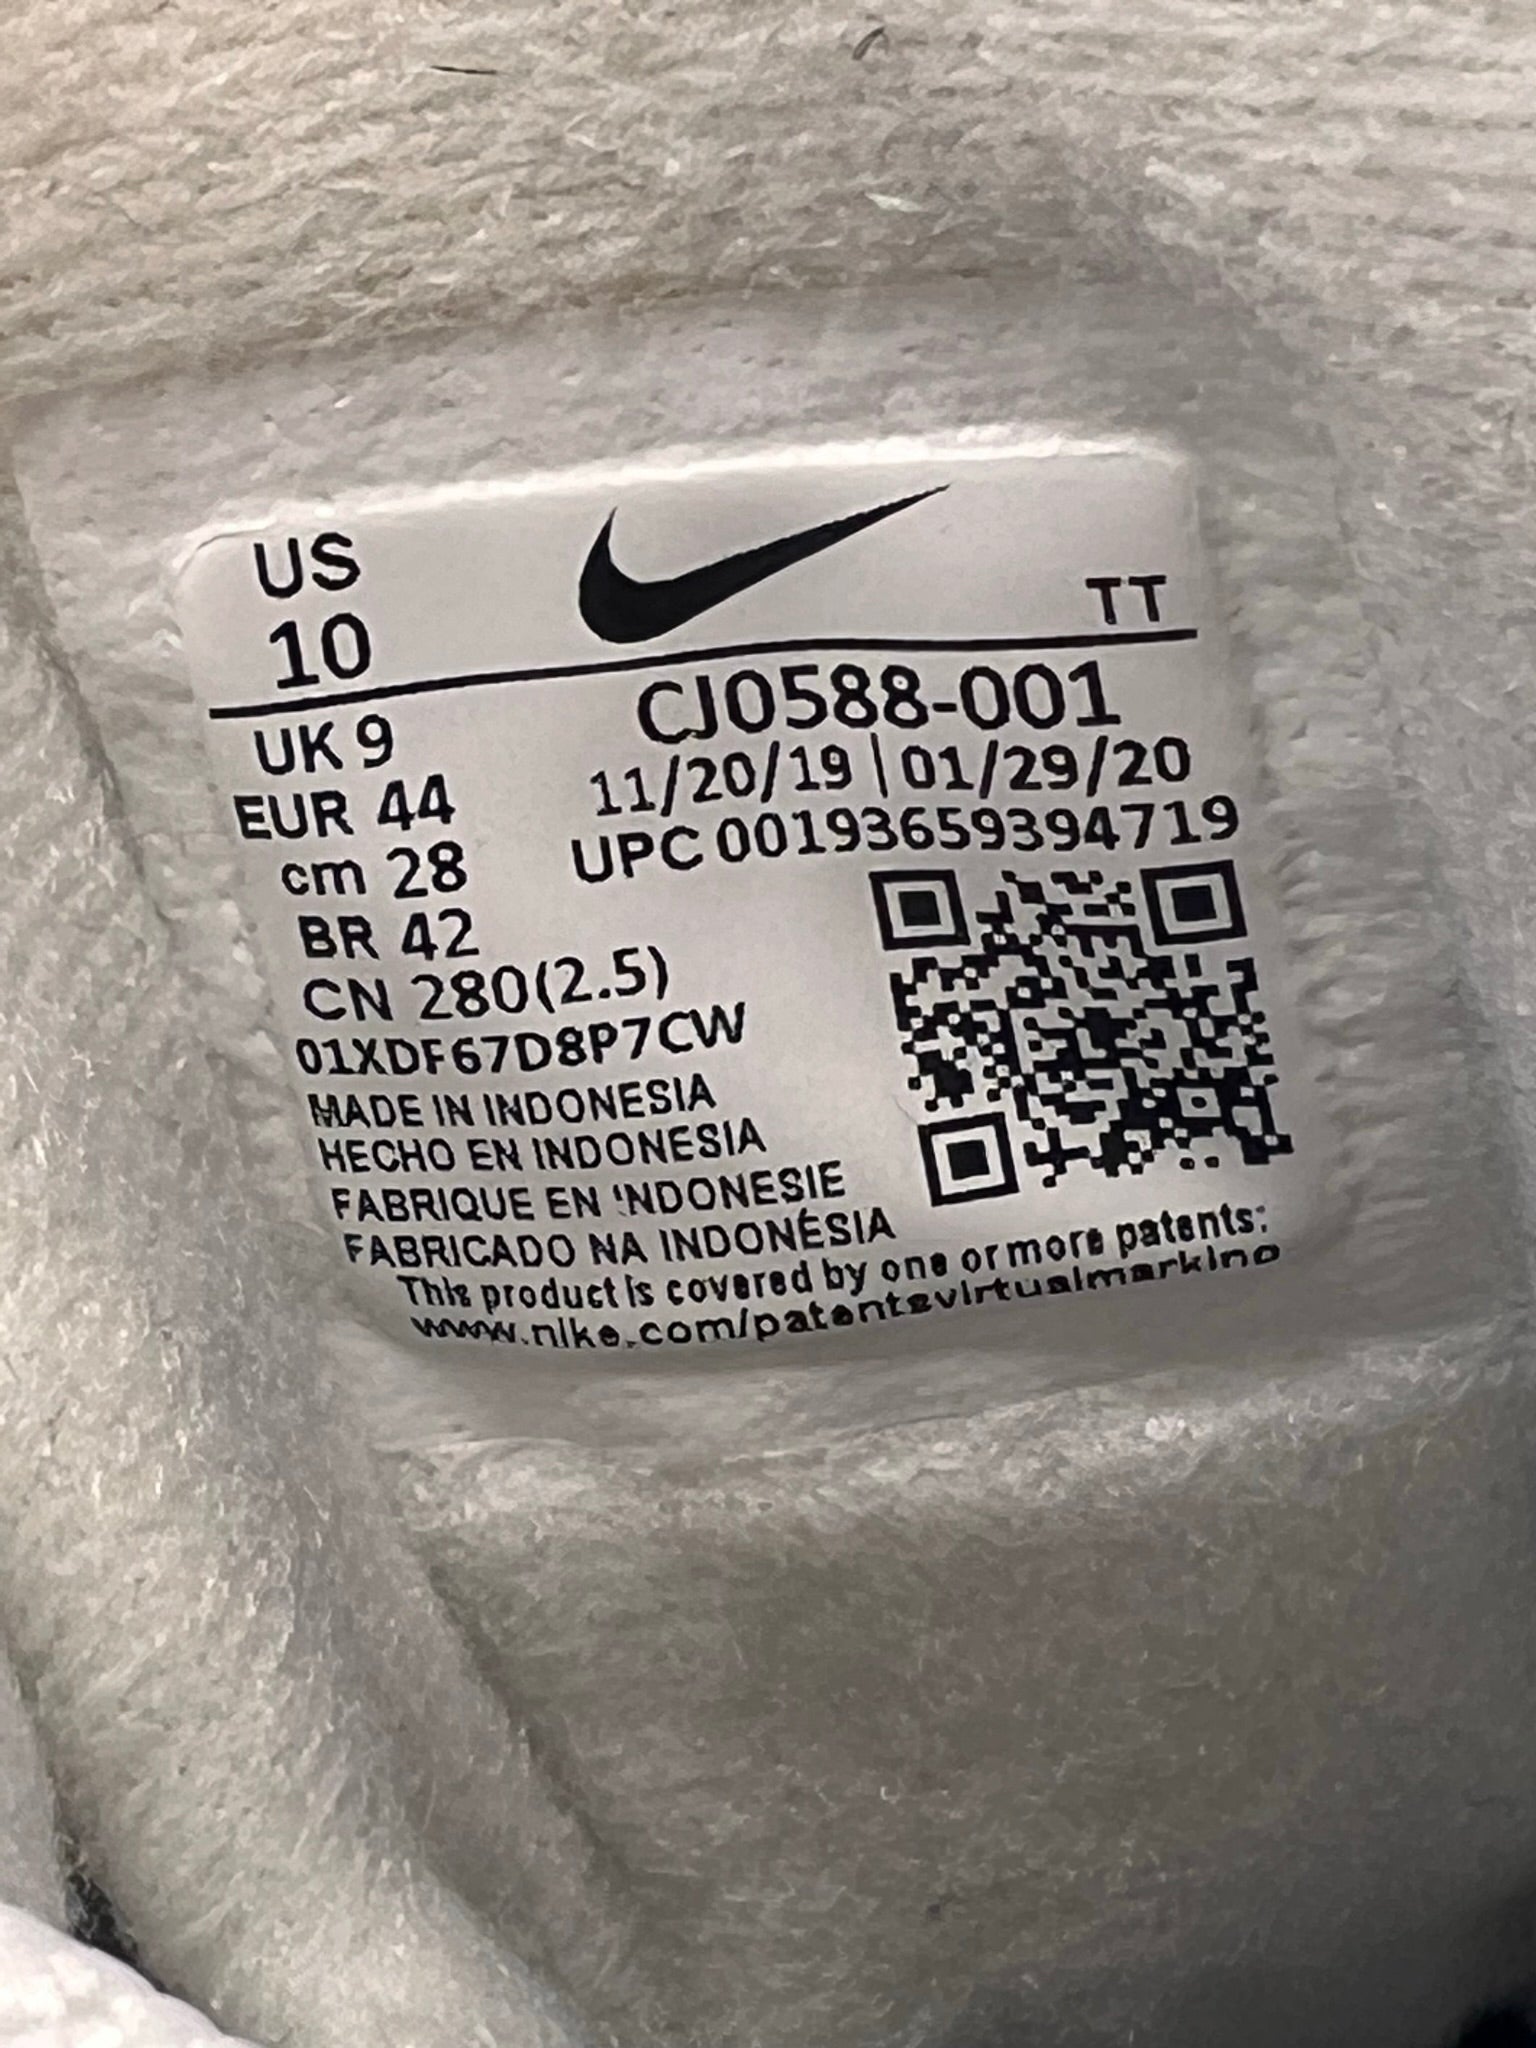 US
10
TT
UK 9
EUR 44
cm 28
BR 42
CN 280(2.5)
CJ0588-001
11/20/19 | 01/29/20
UPC 00193659394719
01XDF67D8P7CW
MADE IN INDONESIA
HECHO EN INDONESIA
FABRIQUE EN INDONESIE
FABRICADO NA INDONÉSIA
This product is covered by one or more patents:
www.nike.com/patentsvirtualmarking